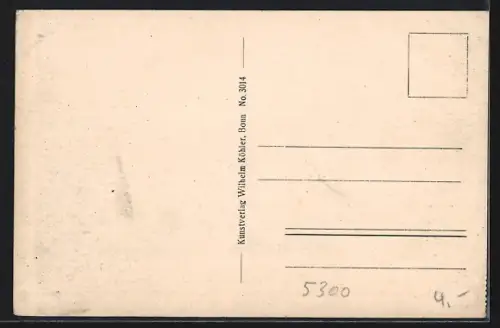 Kunstverlag Wilhelm Köhler, Bonn No. 3014
5300
4.-